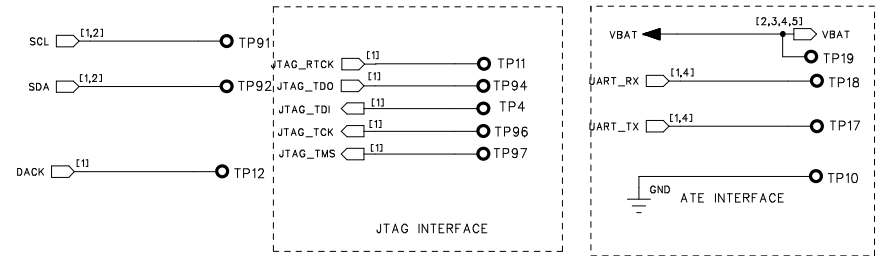 SCL [1,2] TP91
SDA [1,2] TP92
DACK [1] TP12
JTAG_RTCK [1] TP11
JTAG_TDO [1] TP94
JTAG_TDI [1] TP4
JTAG_TCK [1] TP96
JTAG_TMS [1] TP97
JTAG INTERFACE
VBAT [2,3,4,5] VBAT
TP19
UART_RX [1,4] TP18
UART_TX [1,4] TP17
TP10
GND
ATE INTERFACE